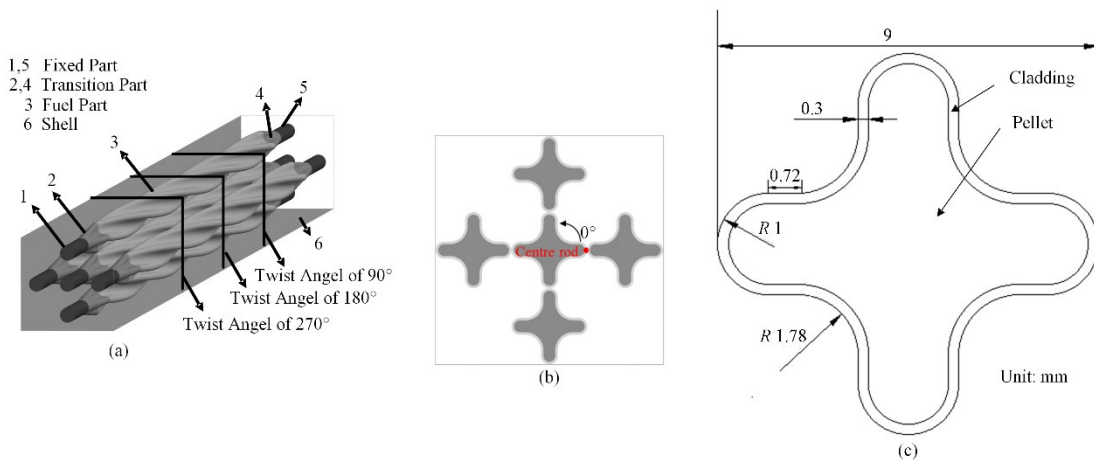 1,5 Fixed Part
2,4 Transition Part
3 Fuel Part
6 Shell
1
2
3
4
5
6
Twist Angel of 90°
Twist Angel of 180°
Twist Angel of 270°
(a)
0°
Centre rod
(b)
9
Cladding
0.3
Pellet
0.72
R 1
R 1.78
Unit: mm
(c)